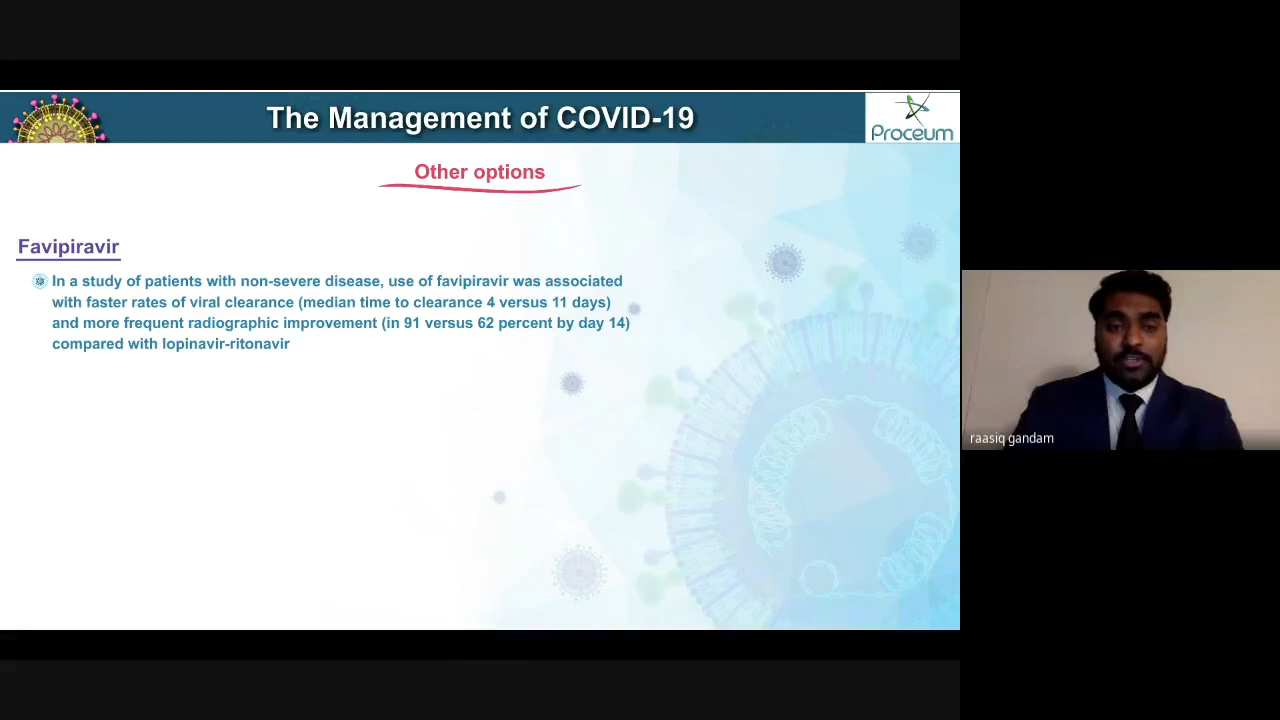 The Management of COVID-19
Proceum
Other options
Favipiravir
In a study of patients with non-severe disease, use of favipiravir was associated
with faster rates of viral clearance (median time to clearance 4 versus 11 days)
and more frequent radiographic improvement (in 91 versus 62 percent by day 14)
compared with lopinavir-ritonavir
raasiq gandam